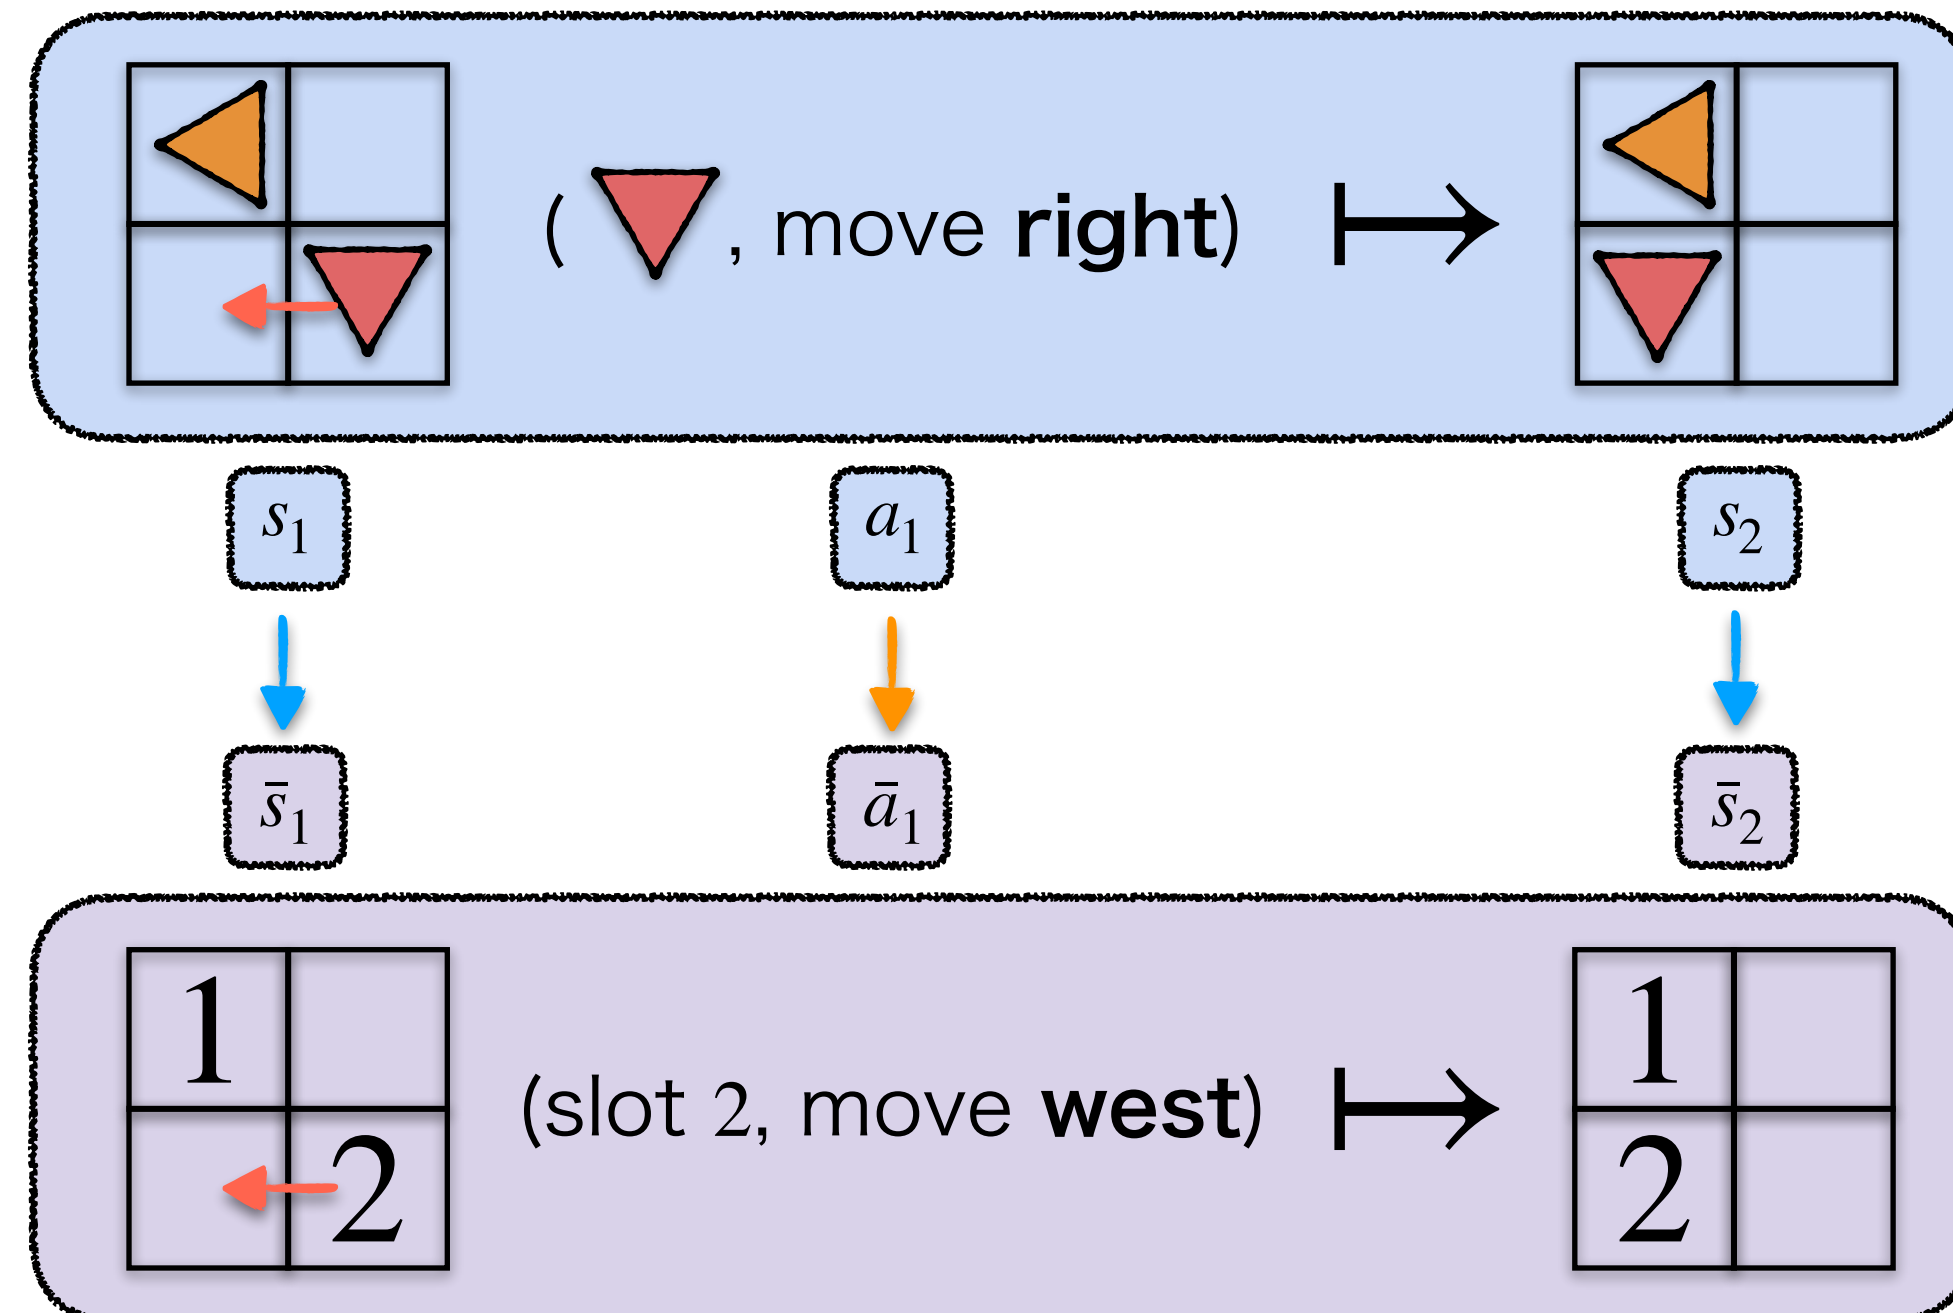 ( , move right)
s₁ a₁ s₂
s̄₁ ā₁ s̄₂
1 1
(slot 2, move west)
2 2